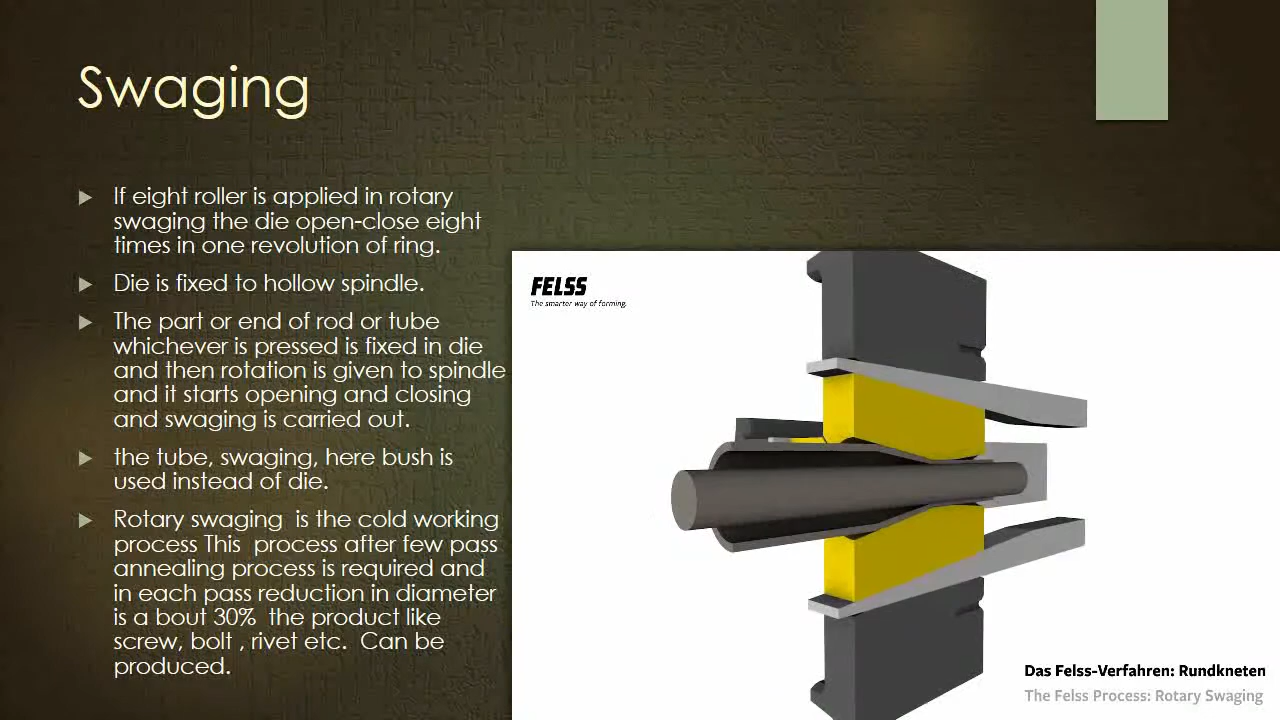 Swaging
If eight roller is applied in rotary
swaging the die open-close eight
times in one revolution of ring.
Die is fixed to hollow spindle.
The part or end of rod or tube
whichever is pressed is fixed in die
and then rotation is given to spindle
and it starts opening and closing
and swaging is carried out.
the tube, swaging, here bush is
used instead of die.
Rotary swaging  is the cold working
process This  process after few pass
annealing process is required and
in each pass reduction in diameter
is a bout 30%  the product like
screw, bolt , rivet etc.  Can be
produced.
FELSS
The smarter way of forming.
Das Felss-Verfahren: Rundkneten
The Felss Process: Rotary Swaging